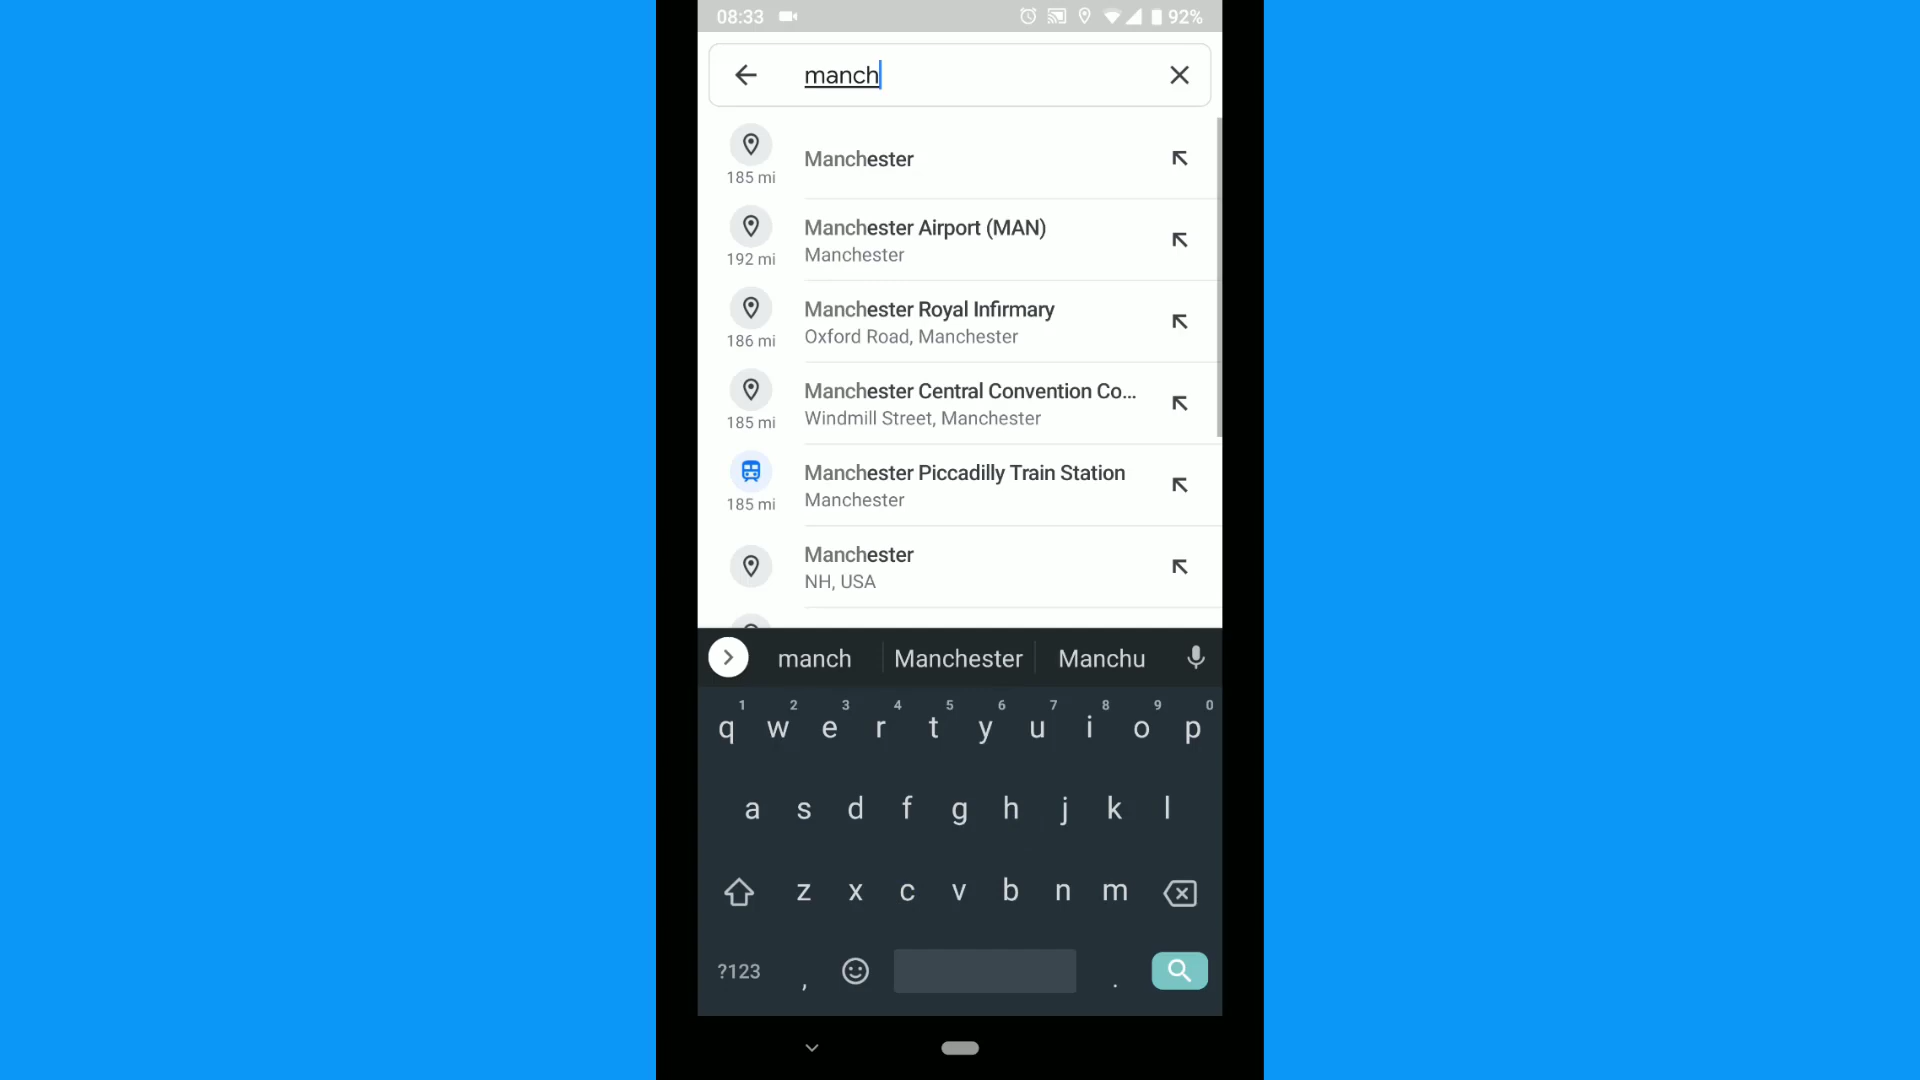 08:33 92%
manch
Manchester
185 mi
Manchester Airport (MAN)
Manchester
192 mi
Manchester Royal Infirmary
Oxford Road, Manchester
186 mi
Manchester Central Convention Co...
Windmill Street, Manchester
185 mi
Manchester Piccadilly Train Station
Manchester
185 mi
Manchester
NH, USA
manch Manchester Manchu
1 2 3 4 5 6 7 8 9 0
q w e r t y u i o p
a s d f g h j k l
z x c v b n m
?123 , .